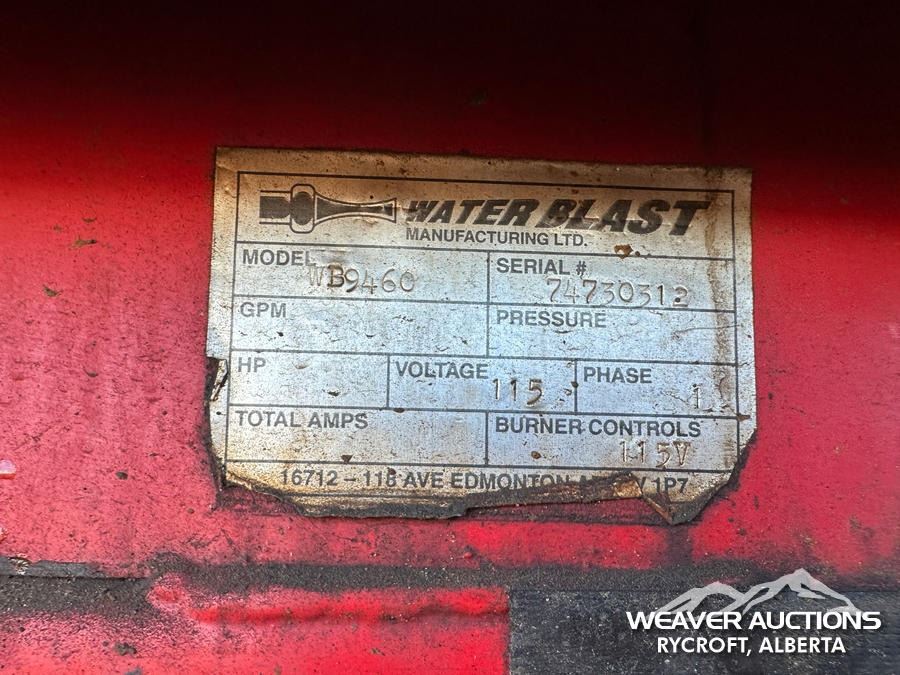 WATER BLAST
MANUFACTURING LTD.
MODEL WB9460 SERIAL # 74730312
GPM PRESSURE
HP VOLTAGE 115 PHASE 1
TOTAL AMPS BURNER CONTROLS 115V
16712 – 118 AVE EDMONTON 1P7
WEAVER AUCTIONS
RYCROFT, ALBERTA